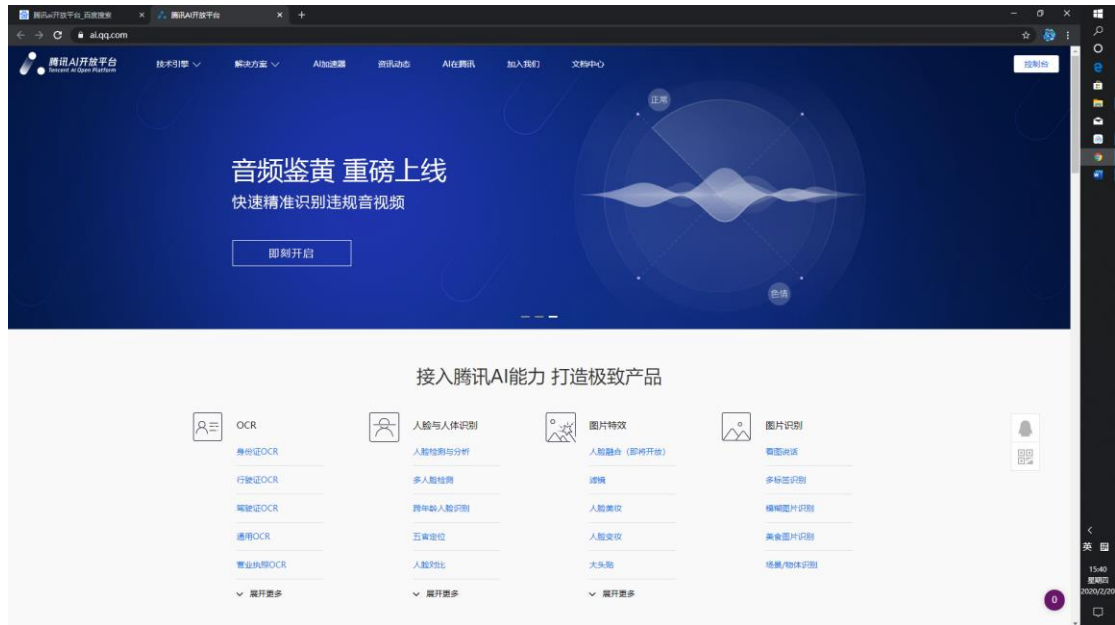 腾讯ai开放平台_百度搜索
腾讯AI开放平台
ai.qq.com
腾讯AI开放平台
Tencent AI Open Platform
技术引擎
解决方案
AI加速器
资讯动态
AI在腾讯
加入我们
文档中心
控制台
正常
音频鉴黄 重磅上线
快速精准识别违规音视频
即刻开启
色情
接入腾讯AI能力 打造极致产品
OCR
身份证OCR
行驶证OCR
驾驶证OCR
通用OCR
营业执照OCR
展开更多
人脸与人体识别
人脸检测与分析
多人脸检测
跨年龄人脸识别
五官定位
人脸对比
展开更多
图片特效
人脸融合（即将开放）
滤镜
人脸美妆
人脸变妆
大头贴
展开更多
图片识别
看图说话
多标签识别
模糊图片识别
美食图片识别
场景/物体识别
0
英
15:40
星期四
2020/2/20